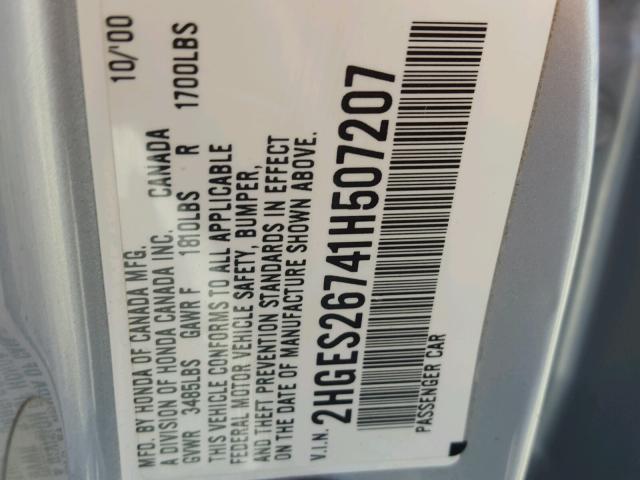 MFD. BY HONDA OF CANADA MFG. 10/00
A DIVISION OF HONDA CANADA INC. CANADA
GVWR 3485LBS GAWR F 1810LBS R 1700LBS
THIS VEHICLE CONFORMS TO ALL APPLICABLE
FEDERAL MOTOR VEHICLE SAFETY, BUMPER,
AND THEFT PREVENTION STANDARDS IN EFFECT
ON THE DATE OF MANUFACTURE SHOWN ABOVE.
V.I.N. 2HGES26741H507207
PASSENGER CAR